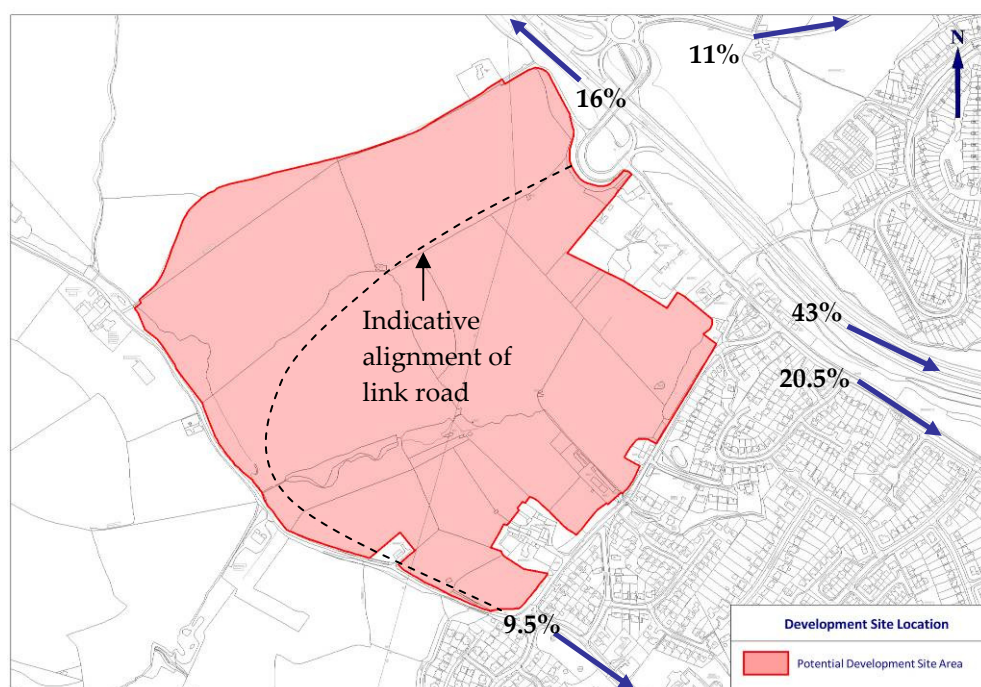 11%
N
16%
Indicative
alignment of
link road
43%
20.5%
9.5%
Development Site Location
Potential Development Site Area